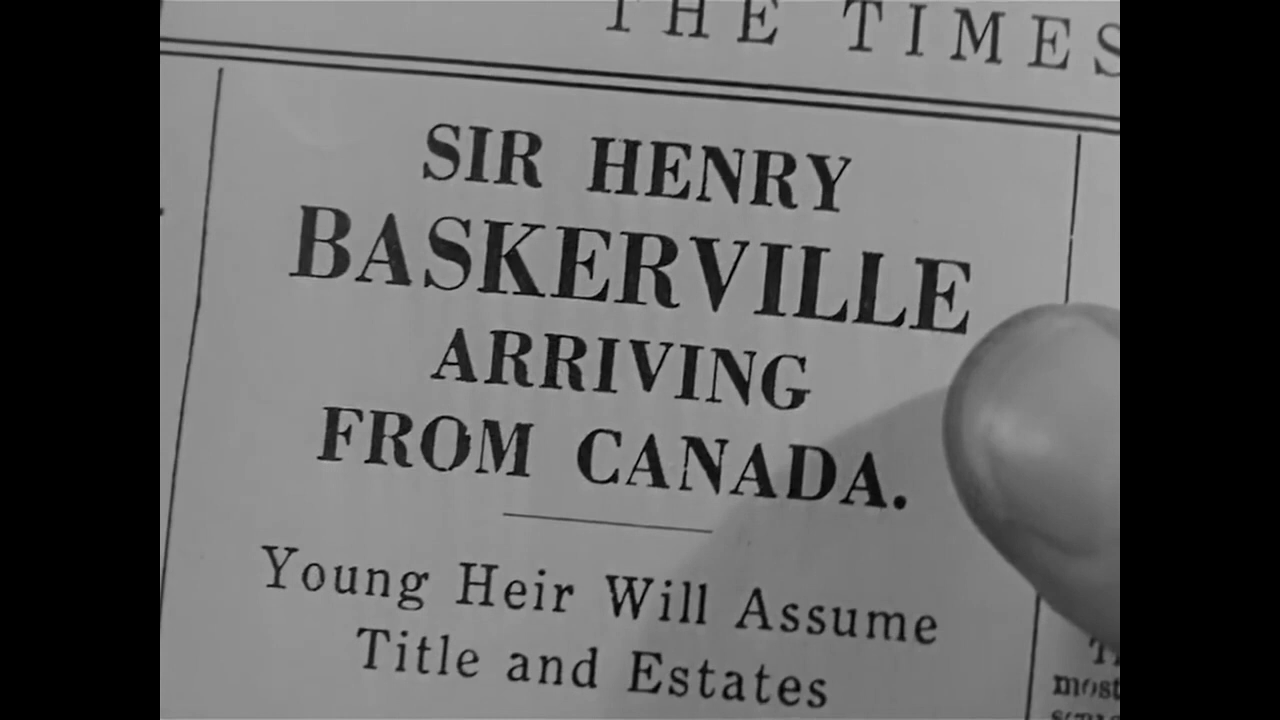 THE TIMES
SIR HENRY
BASKERVILLE
ARRIVING
FROM CANADA.
Young Heir Will Assume
Title and Estates
most